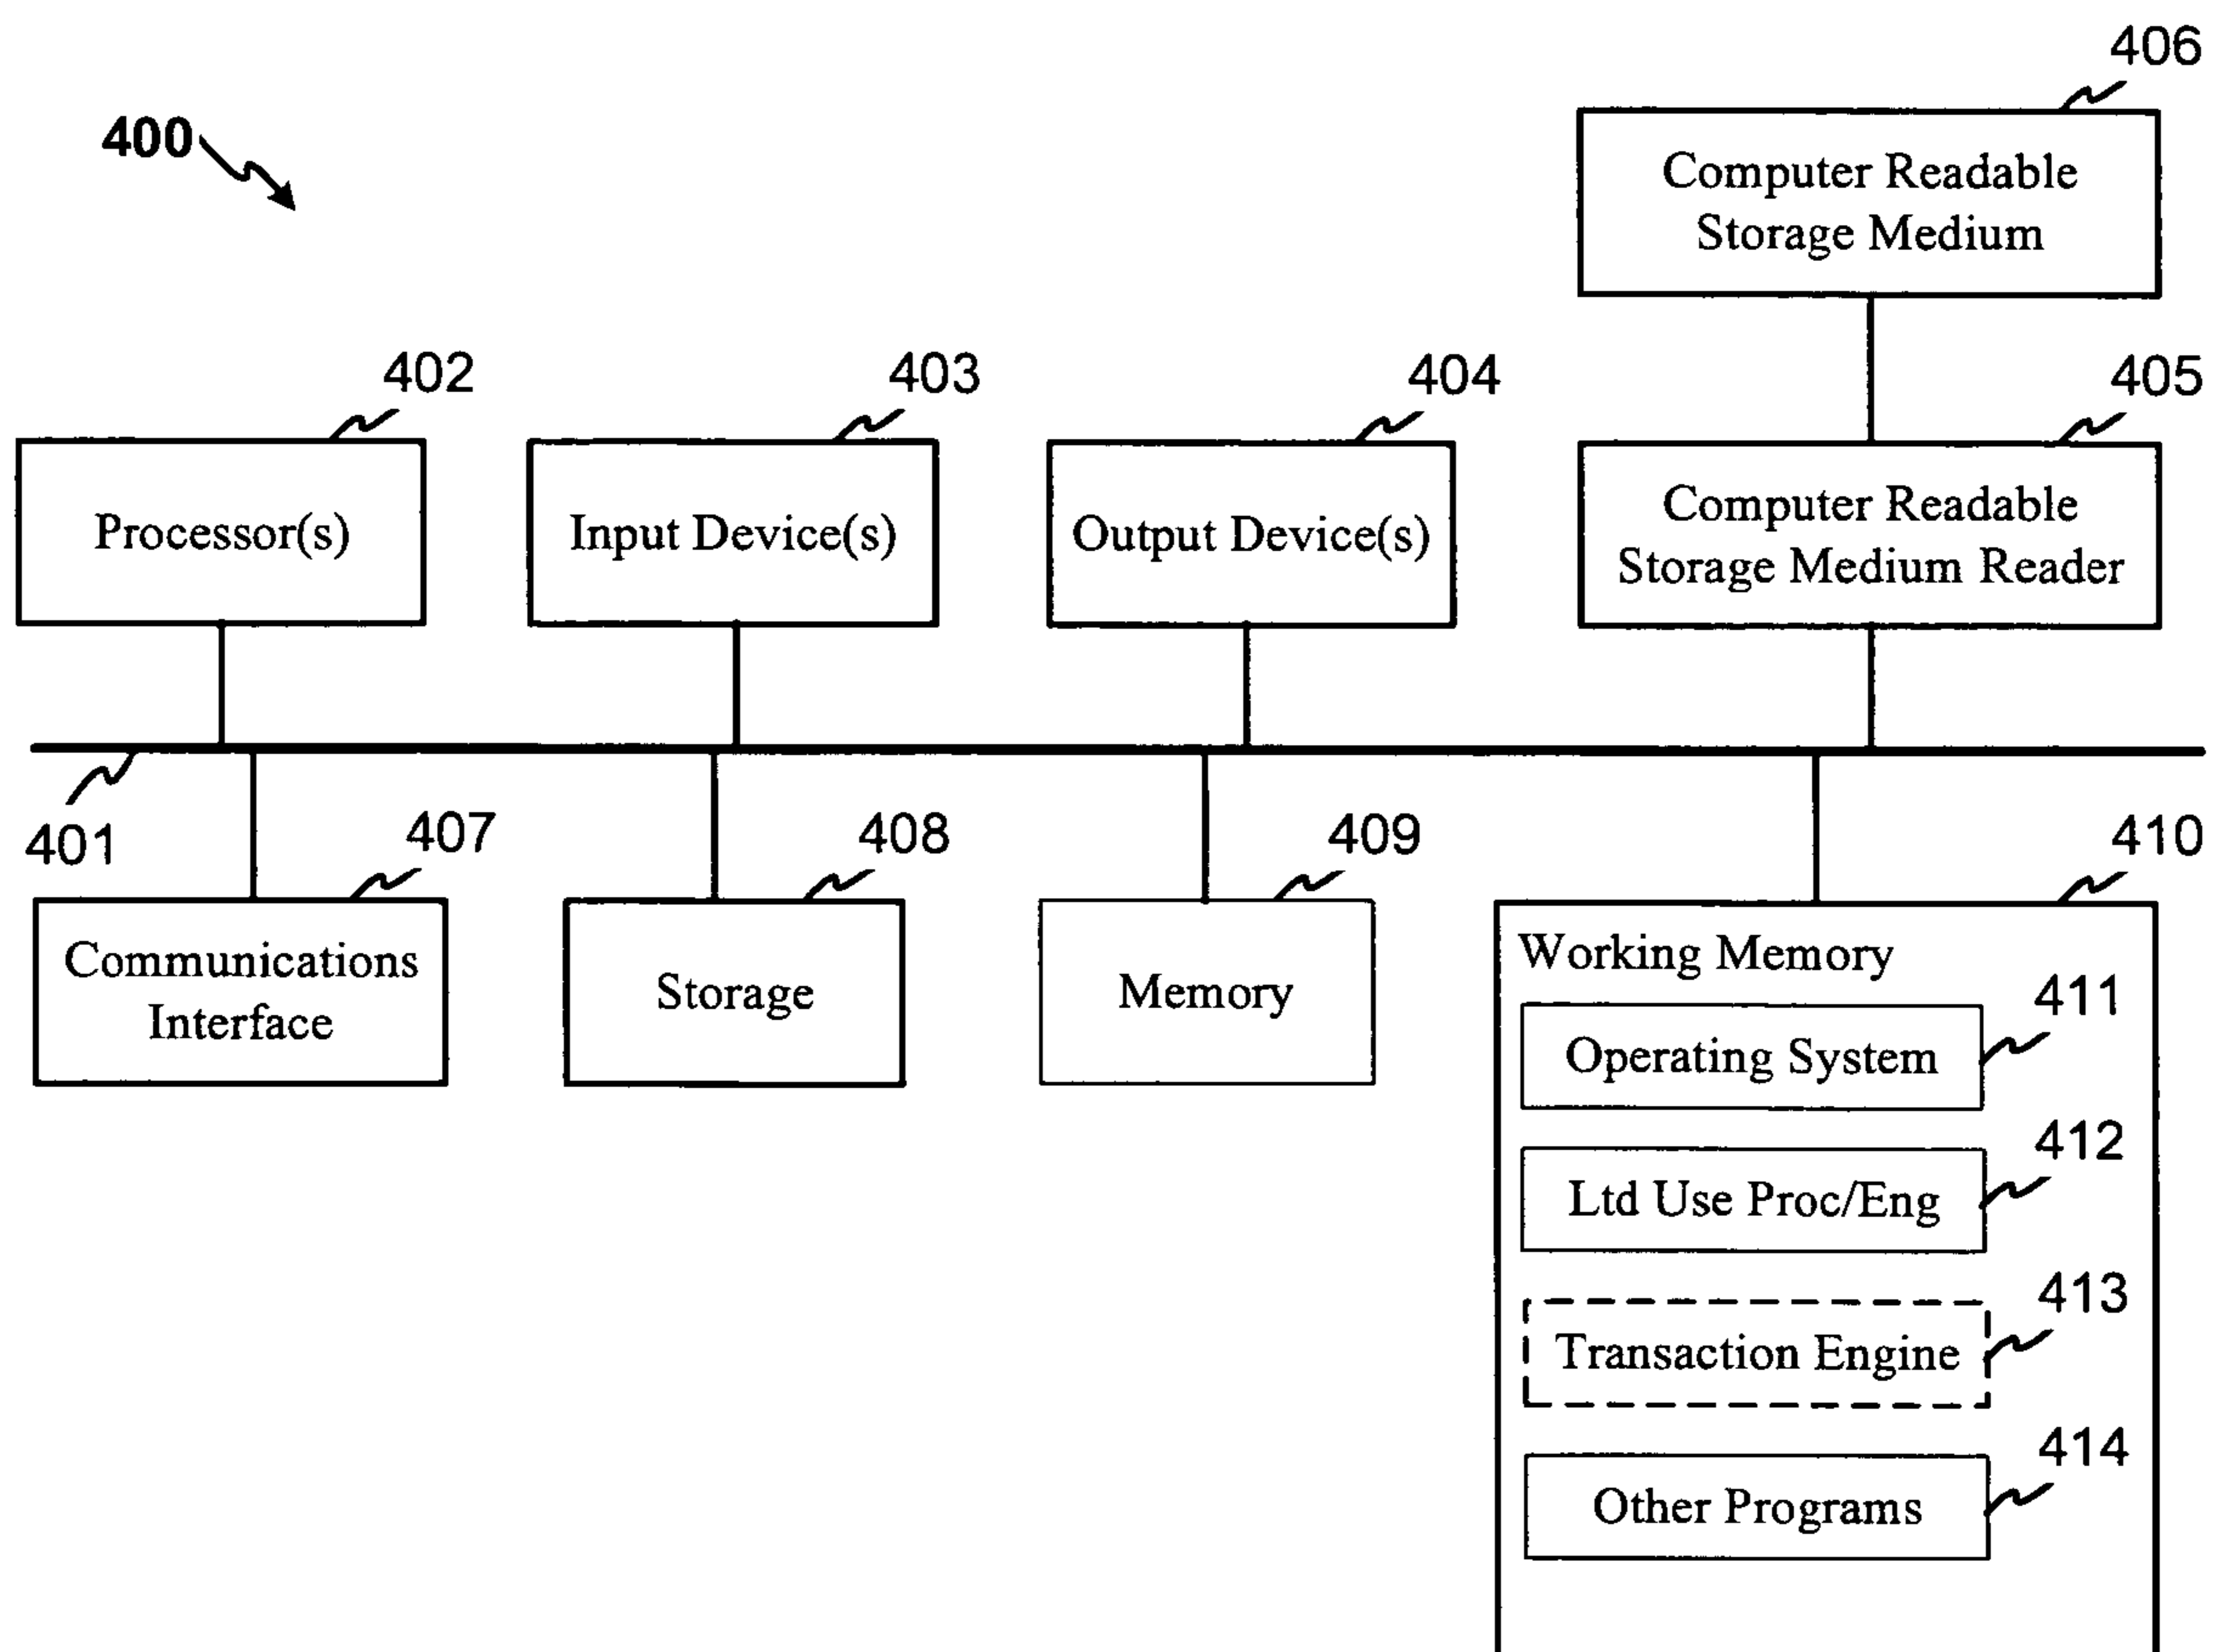 406
400
Computer Readable
Storage Medium
402
403
404
405
Processor(s)
Input Device(s)
Output Device(s)
Computer Readable
Storage Medium Reader
401
407
408
409
410
Communications
Interface
Storage
Memory
Working Memory
411
Operating System
412
Ltd Use Proc/Eng
413
Transaction Engine
414
Other Programs